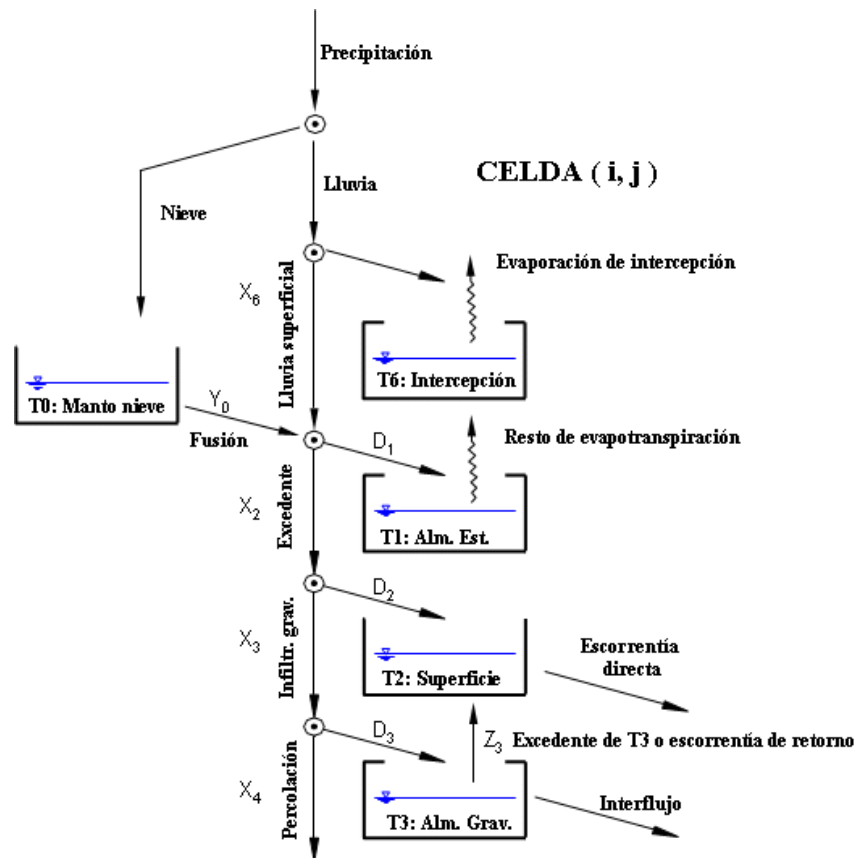 Precipitación
CELDA ( i, j )
Lluvia
Nieve
Evaporación de intercepción
X6
Lluvia superficial
T6: Intercepción
T0: Manto nieve
Y0
Fusión
D1
Resto de evapotranspiración
X2
Excedente
T1: Alm. Est.
D2
X3
Infiltr. grav.
T2: Superficie
Escorrentía
directa
D3
Z3
Excedente de T3 o escorrentía de retorno
X4
Percolación
T3: Alm. Grav.
Interflujo